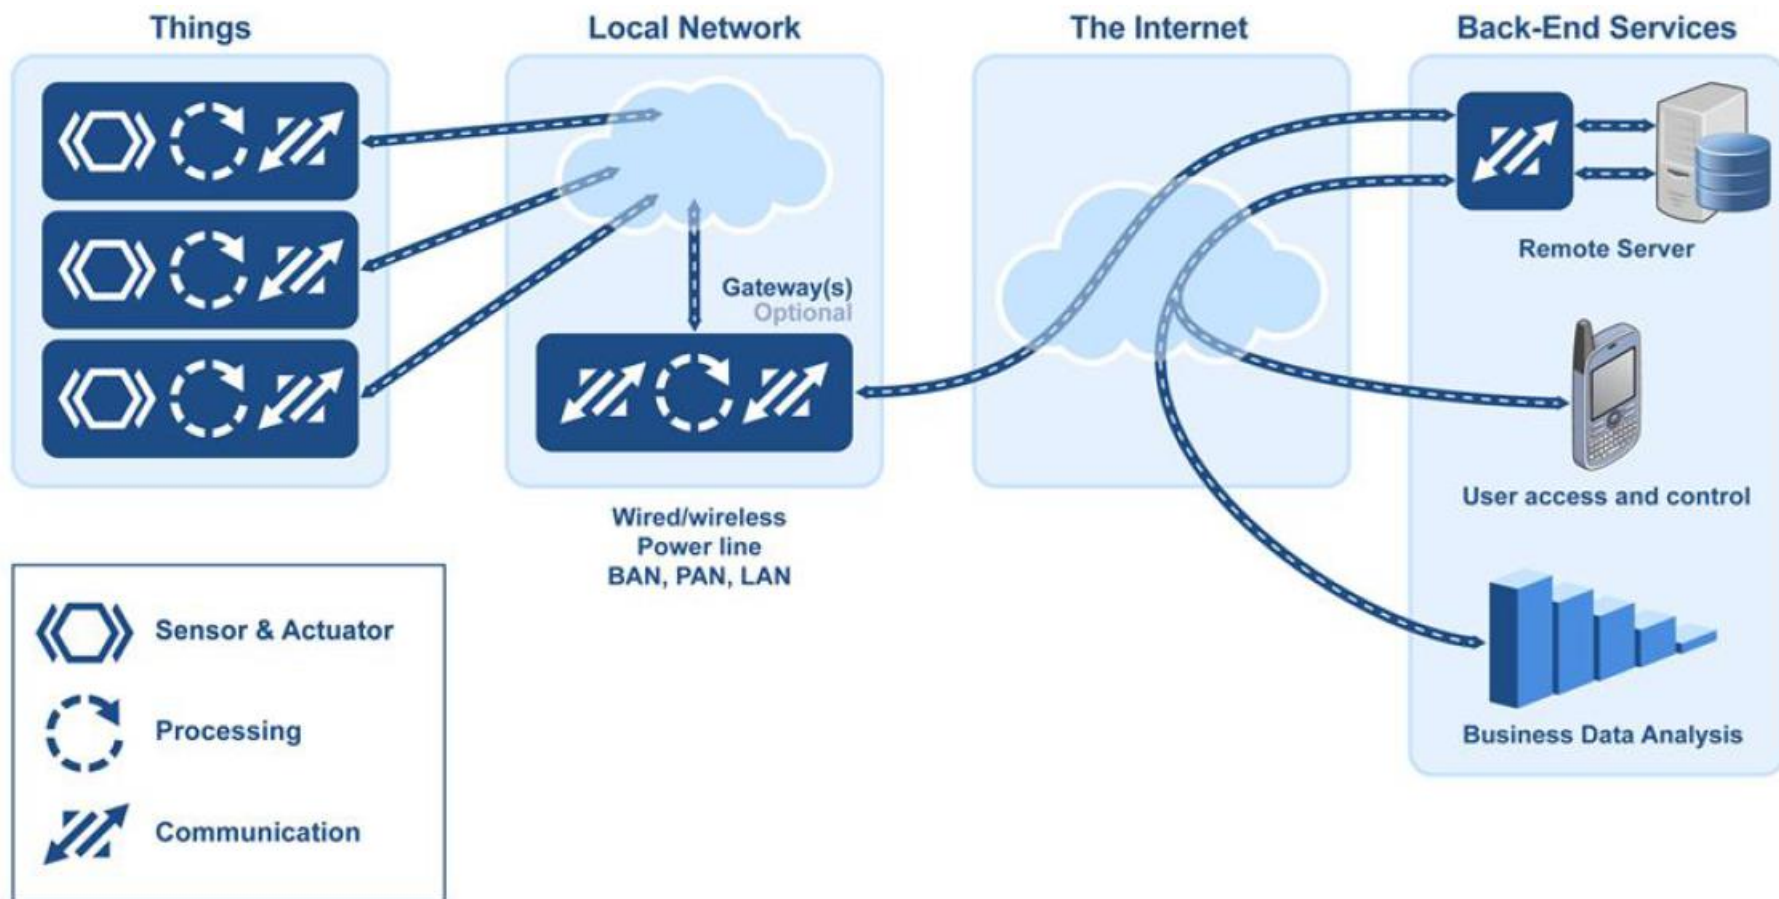 Things
Local Network
The Internet
Back-End Services
Gateway(s)
Optional
Wired/wireless
Power line
BAN, PAN, LAN
Remote Server
User access and control
Business Data Analysis
Sensor & Actuator
Processing
Communication